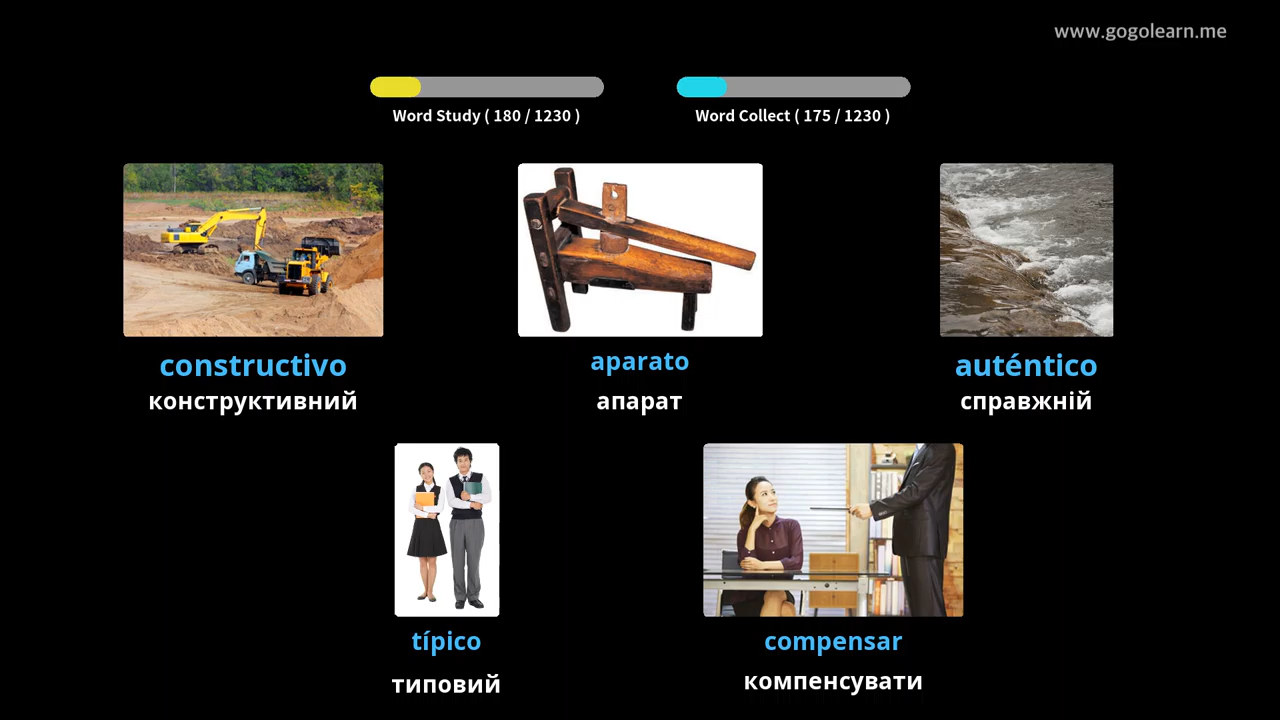 www.gogolearn.me
Word Study ( 180 / 1230 )
Word Collect ( 175 / 1230 )
constructivo
конструктивний
aparato
апарат
auténtico
справжній
típico
типовий
compensar
компенсувати